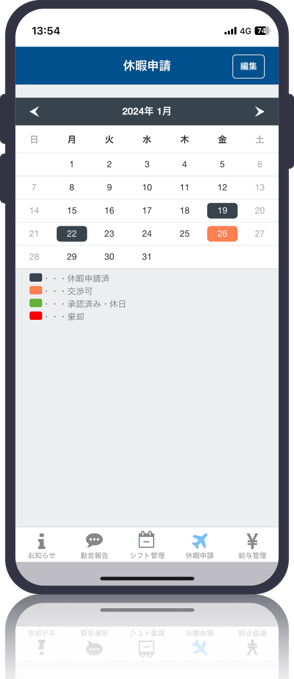 13:54 4G 74
休暇申請 編集
2024年 1月
日 月 火 水 木 金 土
1 2 3 4 5 6
7 8 9 10 11 12 13
14 15 16 17 18 19 20
21 22 23 24 25 26 27
28 29 30 31
・・・休暇申請済
・・・交渉可
・・・承認済み・休日
・・・棄却
お知らせ 勤怠報告 シフト管理 休暇申請 給与管理